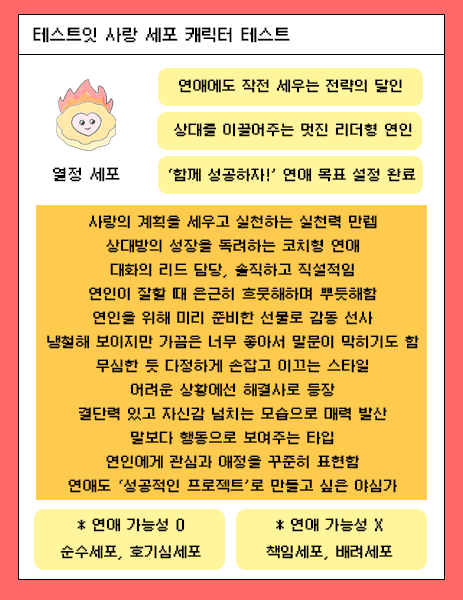 테스트잇 사랑 세포 캐릭터 테스트
연애에도 작전 세우는 전략의 달인
상대를 이끌어주는 멋진 리더형 연인
열정 세포
‘함께 성공하자!’ 연애 목표 설정 완료
사랑의 계획을 세우고 실천하는 실천력 만렙
상대방의 성장을 독려하는 코치형 연애
대화의 리드 담당, 솔직하고 직설적임
연인이 잘할 때 은근히 흐뭇해하며 뿌듯해함
연인을 위해 미리 준비한 선물로 감동 선사
냉철해 보이지만 가끔은 너무 좋아서 말문이 막히기도 함
무심한 듯 다정하게 손잡고 이끄는 스타일
어려운 상황에선 해결사로 등장
결단력 있고 자신감 넘치는 모습으로 매력 발산
말보다 행동으로 보여주는 타입
연인에게 관심과 애정을 꾸준히 표현함
연애도 ‘성공적인 프로젝트’로 만들고 싶은 야심가
* 연애 가능성 O
순수세포, 호기심세포
* 연애 가능성 X
책임세포, 배려세포